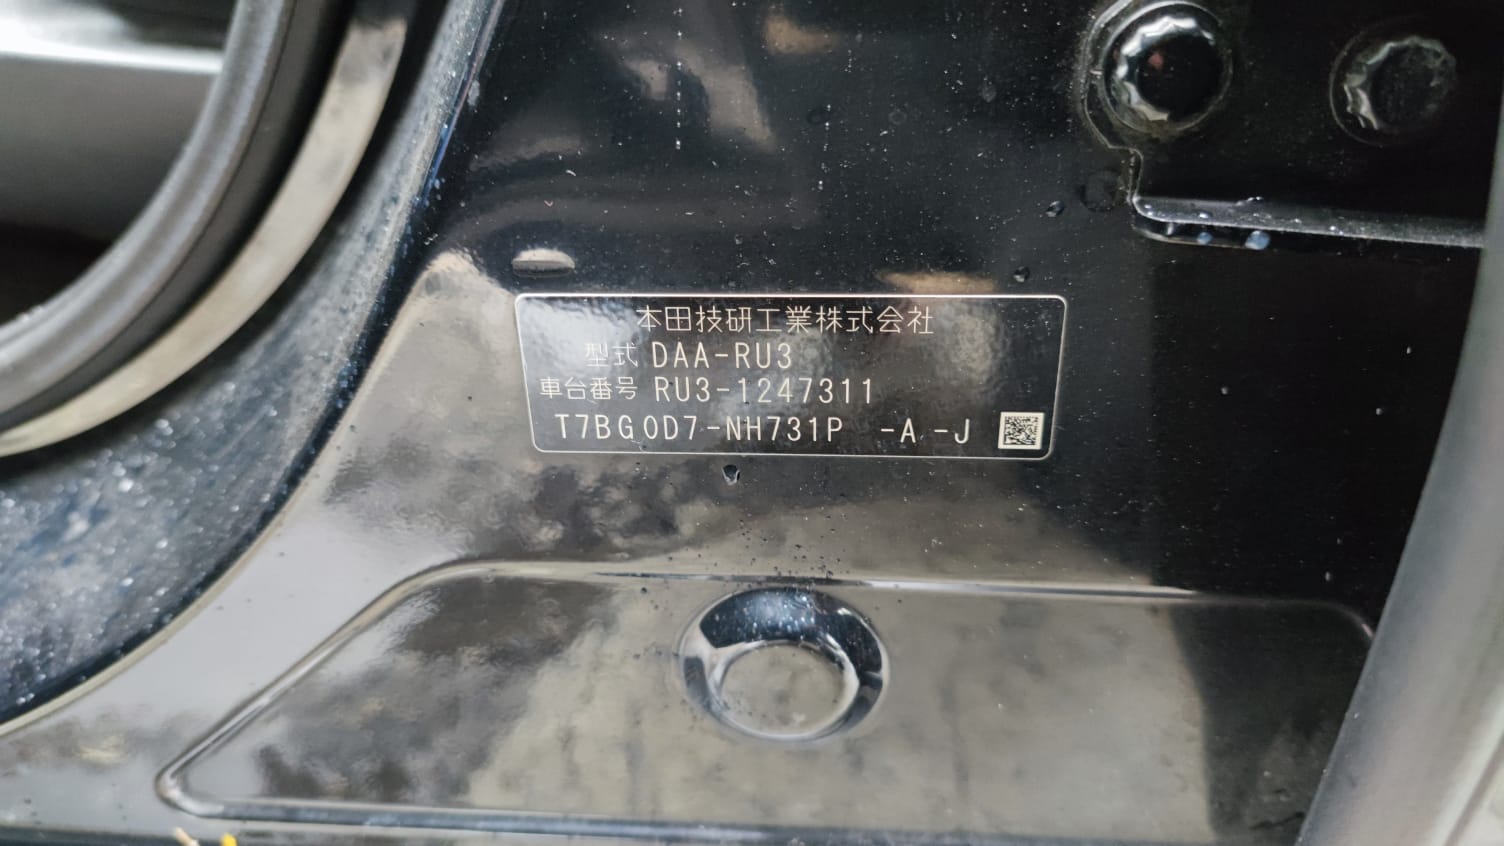 本田技研工業株式会社
型式 DAA-RU3
車台番号 RU3-1247311
T7BG0D7-NH731P -A -J